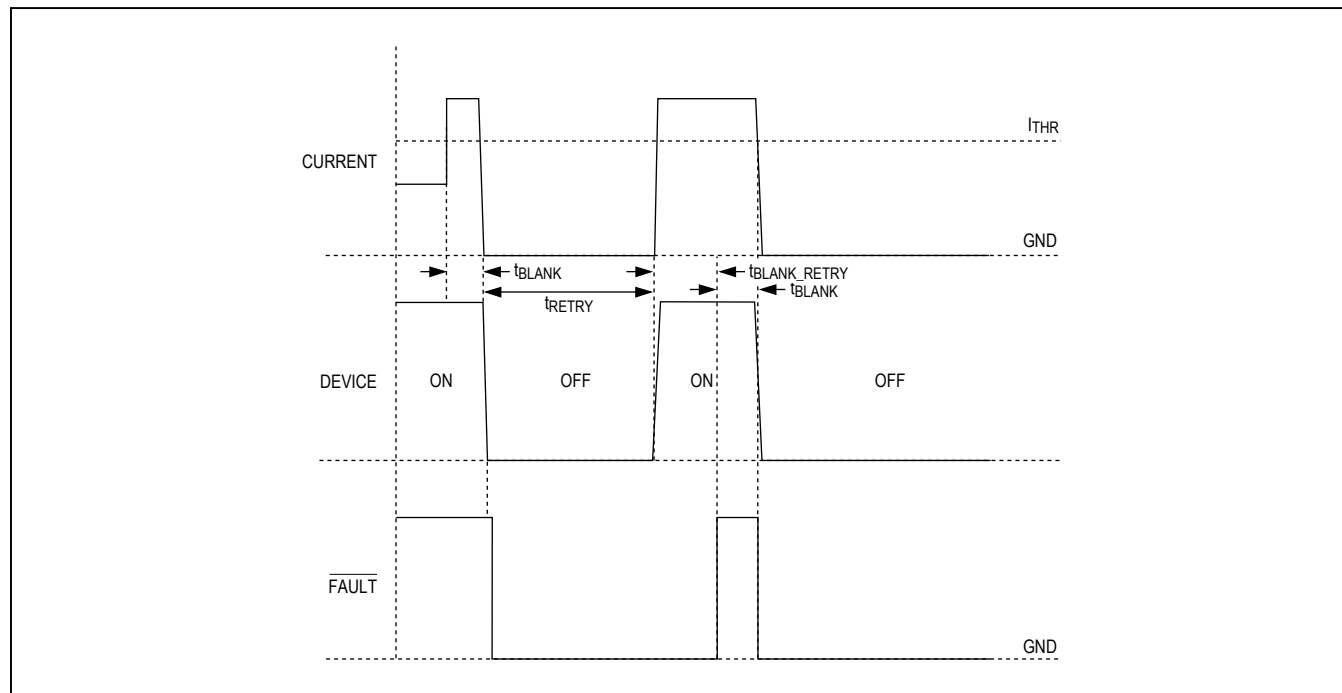 ITHR
CURRENT
GND
tBLANK
tBLANK_RETRY
tRETRY
tBLANK
DEVICE
ON
OFF
ON
OFF
FAULT
GND